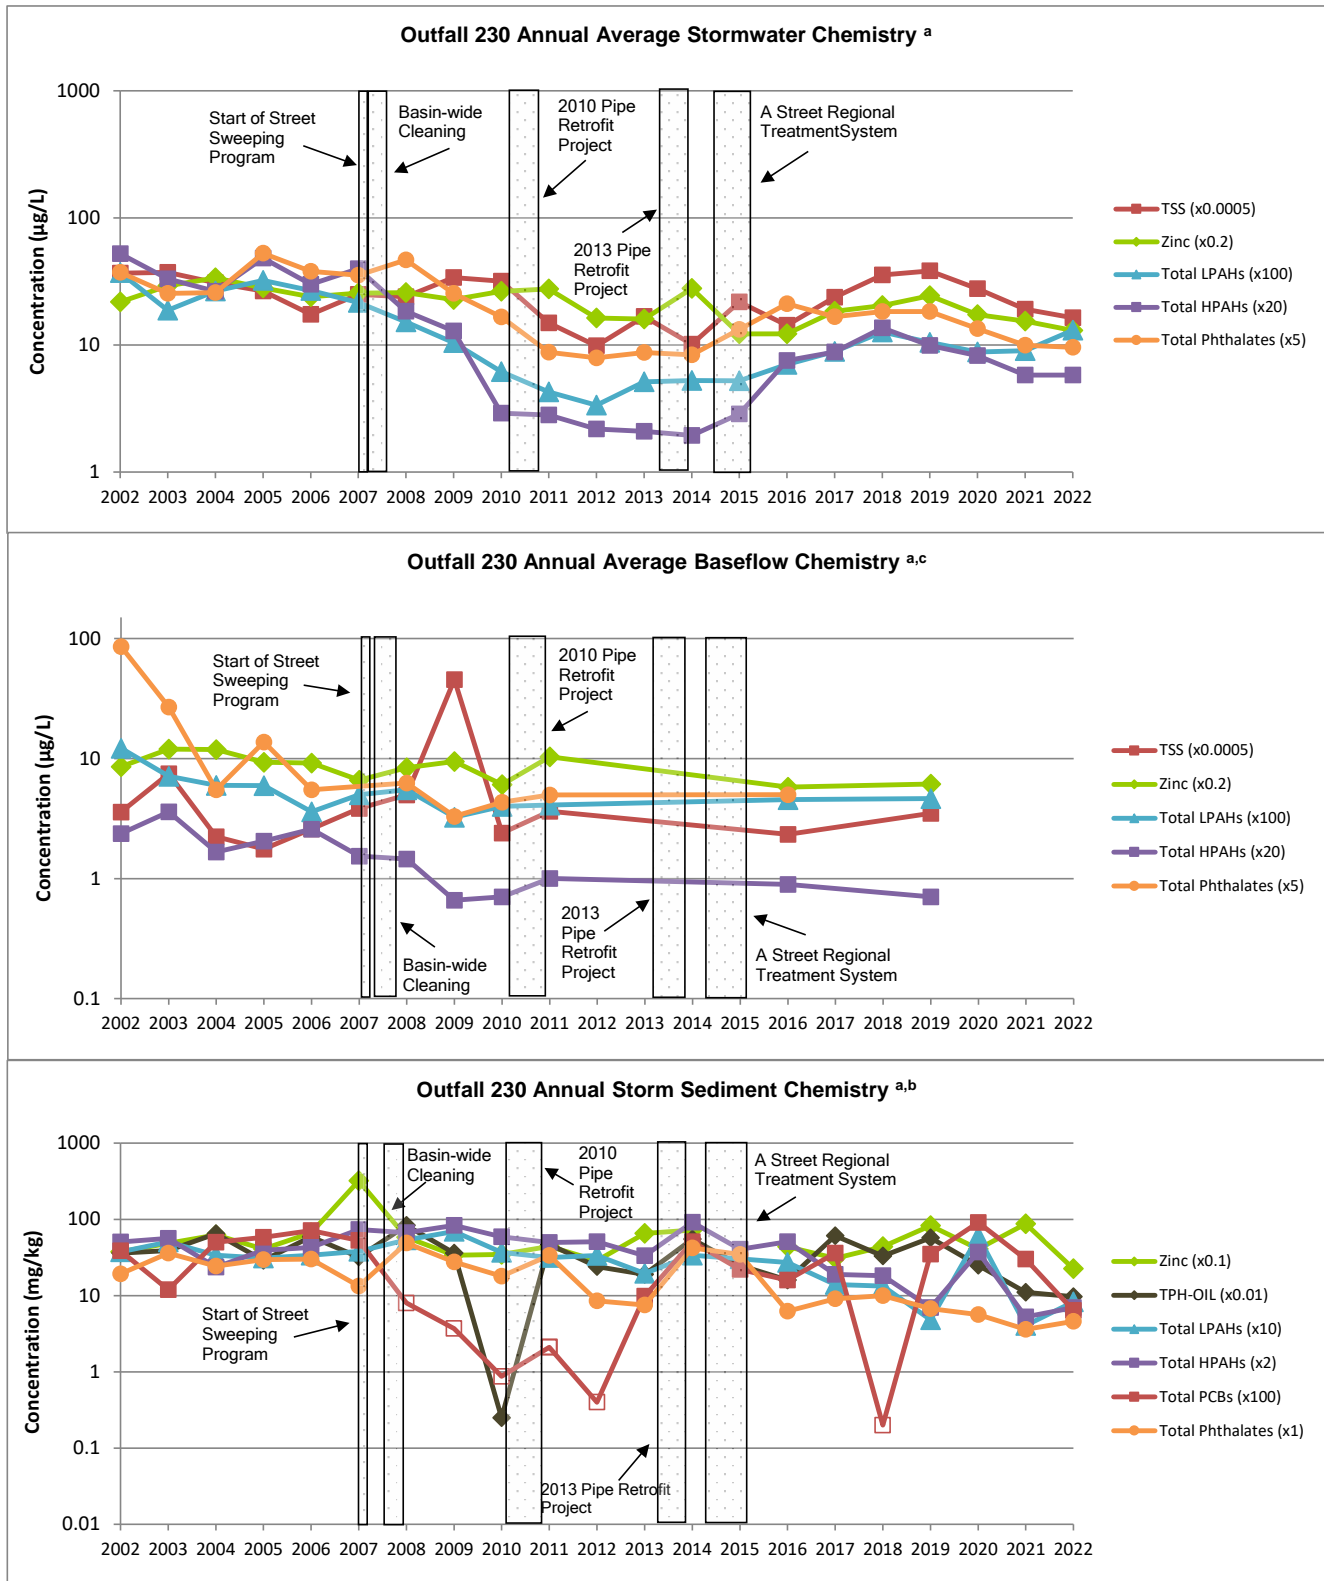 Outfall 230 Annual Average Stormwater Chemistry a
Concentration (µg/L)
1000
100
10
1
Start of Street
Sweeping
Program
Basin-wide
Cleaning
2010 Pipe
Retrofit
Project
2013 Pipe
Retrofit
Project
A Street Regional
TreatmentSystem
2002 2003 2004 2005 2006 2007 2008 2009 2010 2011 2012 2013 2014 2015 2016 2017 2018 2019 2020 2021 2022
TSS (x0.0005)
Zinc (x0.2)
Total LPAHs (x100)
Total HPAHs (x20)
Total Phthalates (x5)
Outfall 230 Annual Average Baseflow Chemistry a,c
Concentration (µg/L)
100
10
1
0.1
Start of Street
Sweeping
Program
Basin-wide
Cleaning
2010 Pipe
Retrofit
Project
2013
Pipe
Retrofit
Project
A Street Regional
Treatment System
2002 2003 2004 2005 2006 2007 2008 2009 2010 2011 2012 2013 2014 2015 2016 2018 2019 2020 2021 2022
TSS (x0.0005)
Zinc (x0.2)
Total LPAHs (x100)
Total HPAHs (x20)
Total Phthalates (x5)
Outfall 230 Annual Storm Sediment Chemistry a,b
Concentration (mg/kg)
1000
100
10
1
0.1
0.01
Basin-wide
Cleaning
Start of Street
Sweeping
Program
2010
Pipe
Retrofit
Project
2013 Pipe Retrofit
Project
A Street Regional
Treatment System
2002 2003 2004 2005 2006 2007 2008 2009 2010 2011 2012 2013 2014 2015 2016 2017 2018 2019 2020 2021 2022
Zinc (x0.1)
TPH-OIL (x0.01)
Total LPAHs (x10)
Total HPAHs (x2)
Total PCBs (x100)
Total Phthalates (x1)